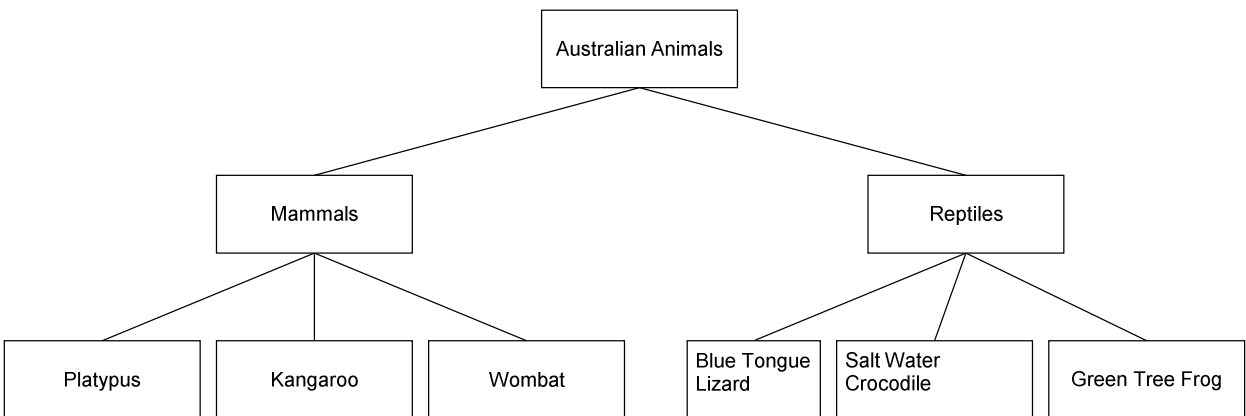 Australian Animals
Mammals
Reptiles
Platypus
Kangaroo
Wombat
Blue Tongue
Lizard
Salt Water
Crocodile
Green Tree Frog